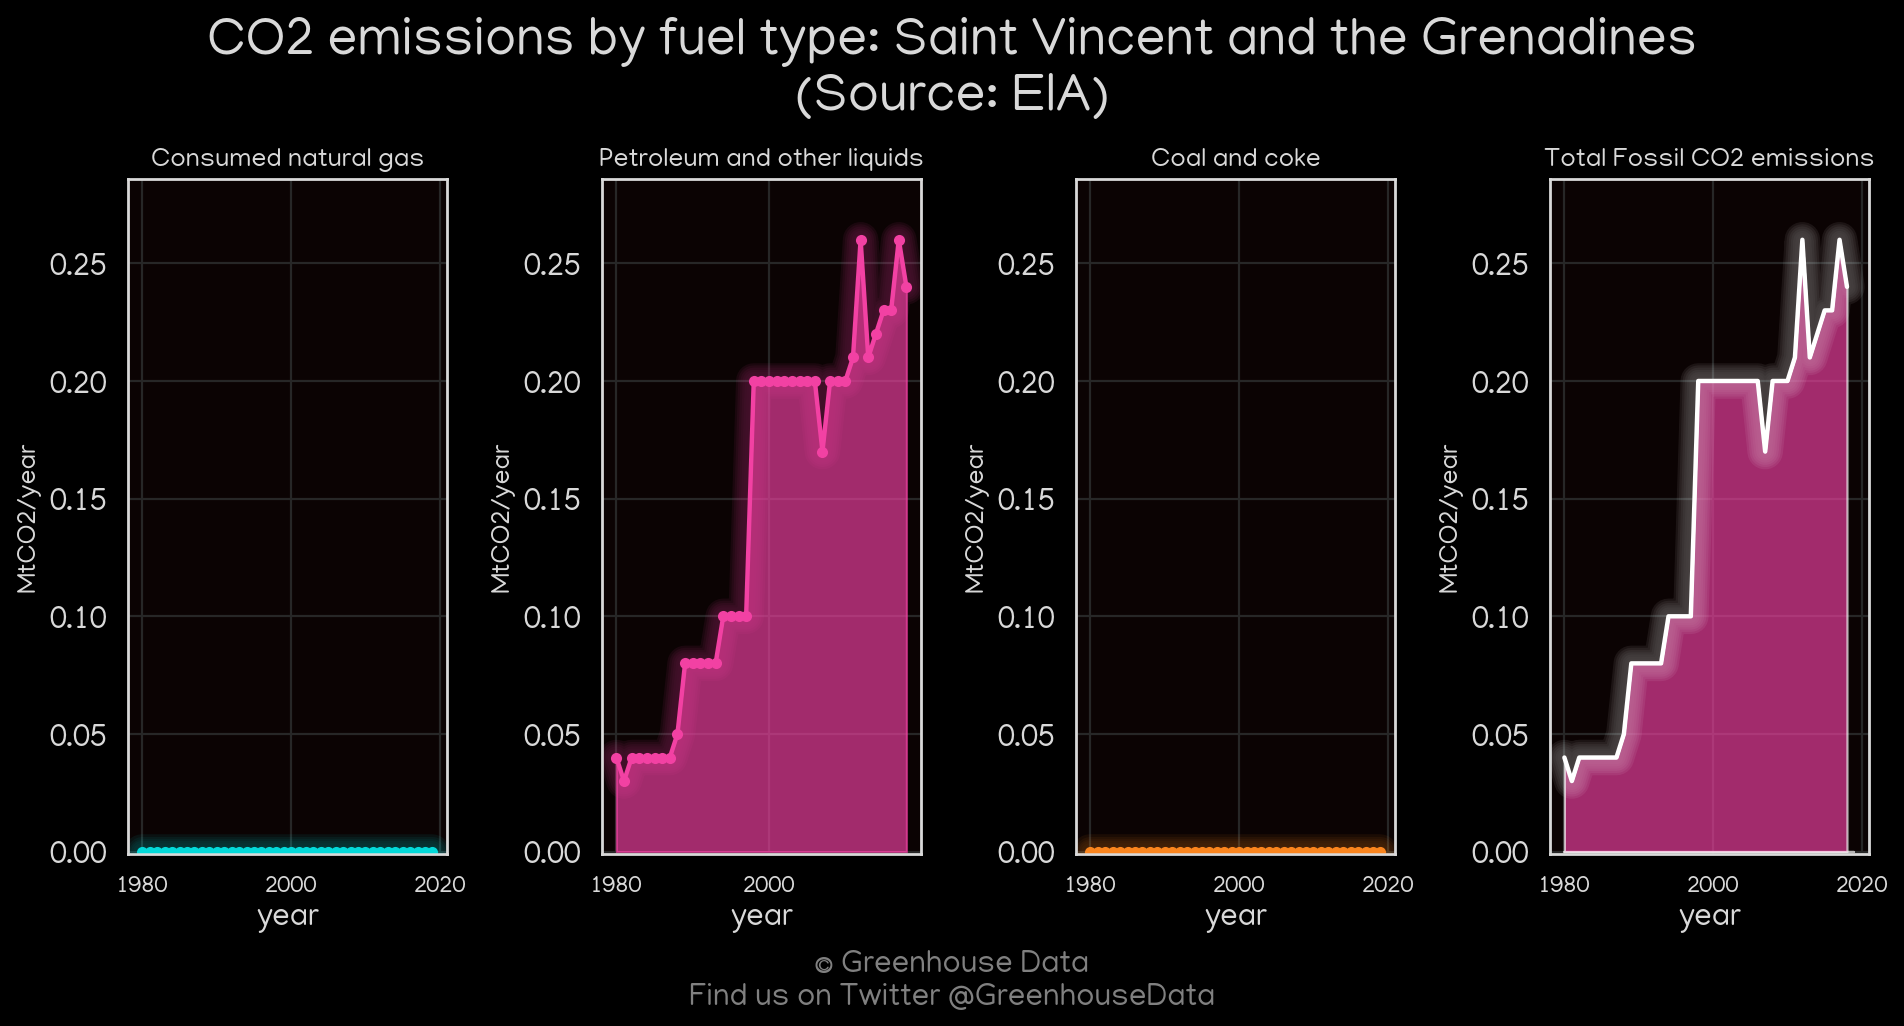 CO2 emissions by fuel type: Saint Vincent and the Grenadines
(Source: EIA)
Consumed natural gas
MtCO2/year
0.25
0.20
0.15
0.10
0.05
0.00
1980 2000 2020
year
Petroleum and other liquids
MtCO2/year
0.25
0.20
0.15
0.10
0.05
0.00
1980 2000
year
Coal and coke
MtCO2/year
0.25
0.20
0.15
0.10
0.05
0.00
1980 2000 2020
year
Total Fossil CO2 emissions
MtCO2/year
0.25
0.20
0.15
0.10
0.05
0.00
1980 2000 2020
year
© Greenhouse Data
Find us on Twitter @GreenhouseData